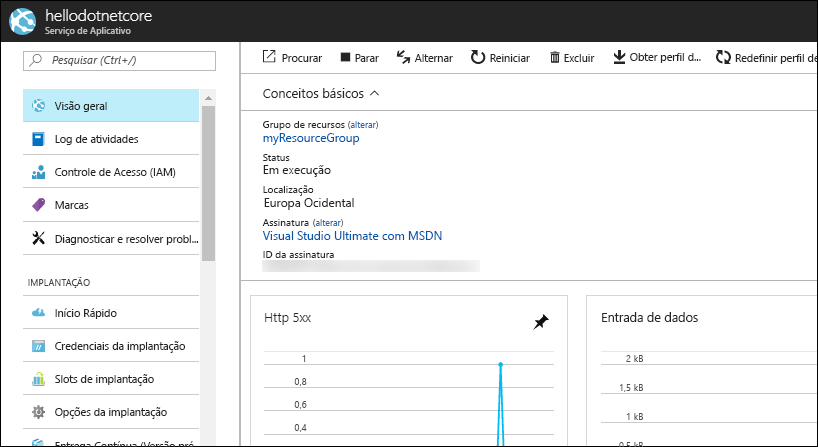 hellodotnetcore
Serviço de Aplicativo
Pesquisar (Ctrl+/)
Visão geral
Log de atividades
Controle de Acesso (IAM)
Marcas
Diagnosticar e resolver probl...
IMPLANTAÇÃO
Início Rápido
Credenciais da implantação
Slots de implantação
Opções da implantação
Entrega Contínua (Versão pré
Procurar
Parar
Alternar
Reiniciar
Excluir
Obter perfil d...
Redefinir perfil de
Conceitos básicos
Grupo de recursos (alterar)
myResourceGroup
Status
Em execução
Localização
Europa Ocidental
Assinatura (alterar)
Visual Studio Ultimate com MSDN
ID da assinatura
Http 5xx
1
0,8
0,6
0,4
Entrada de dados
2 kB
1,5 kB
1 kB
0,5 kB